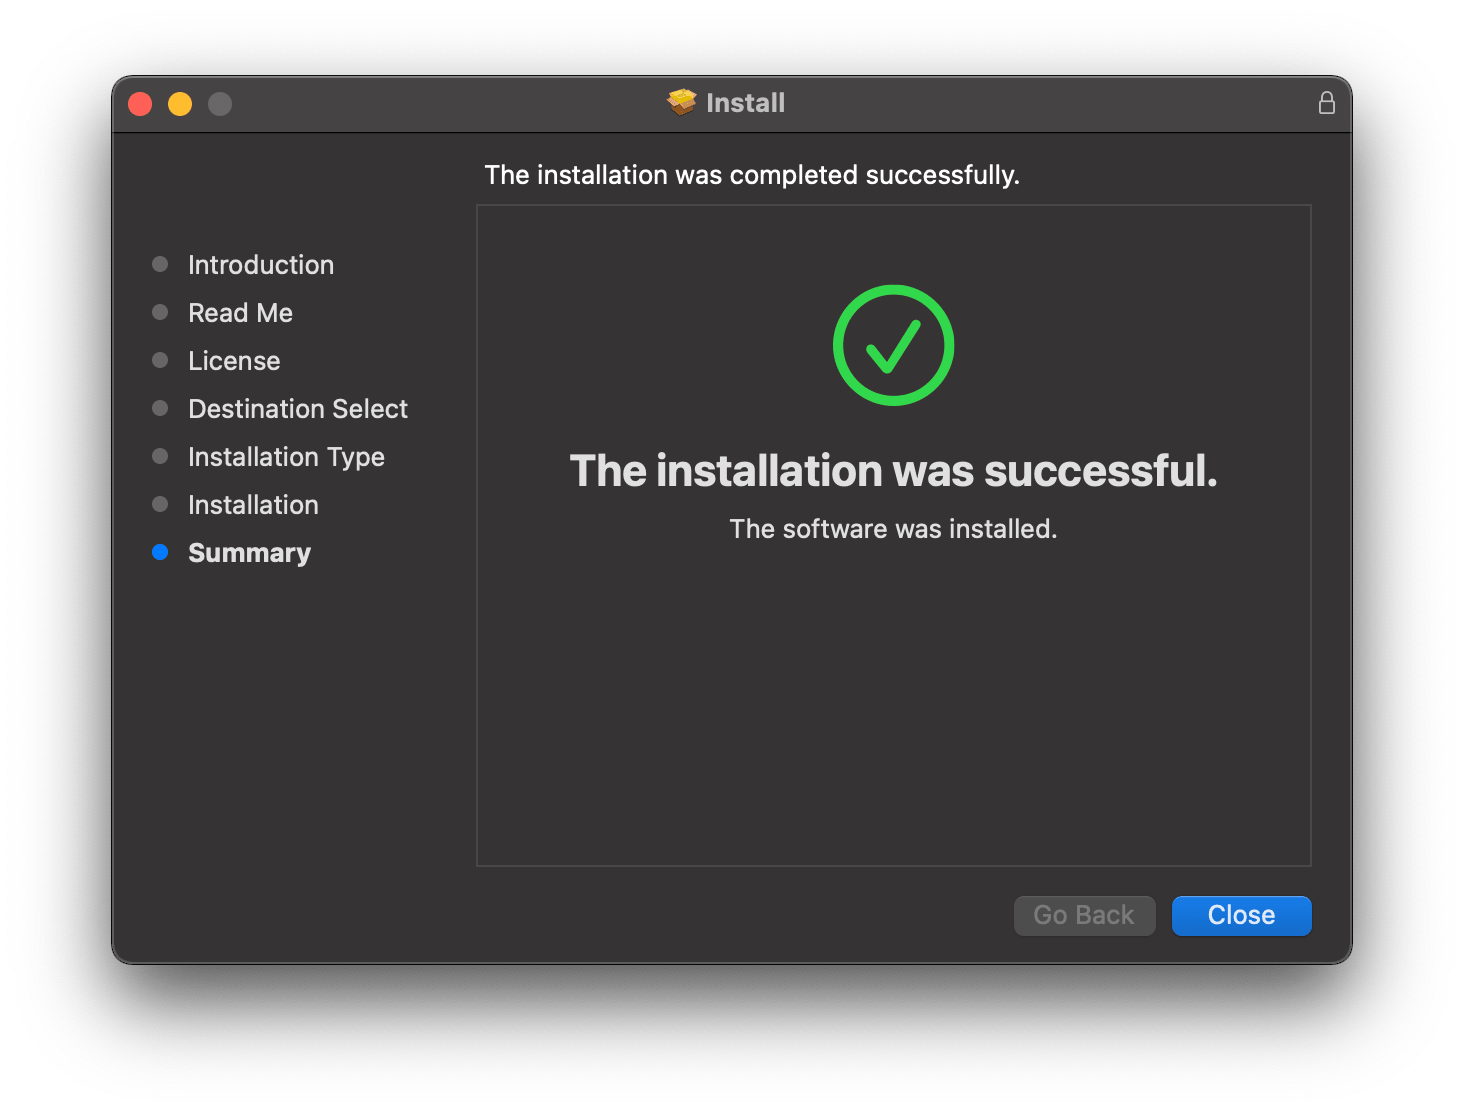 Install
The installation was completed successfully.
Introduction
Read Me
License
Destination Select
Installation Type
Installation
Summary
The installation was successful.
The software was installed.
Go Back
Close